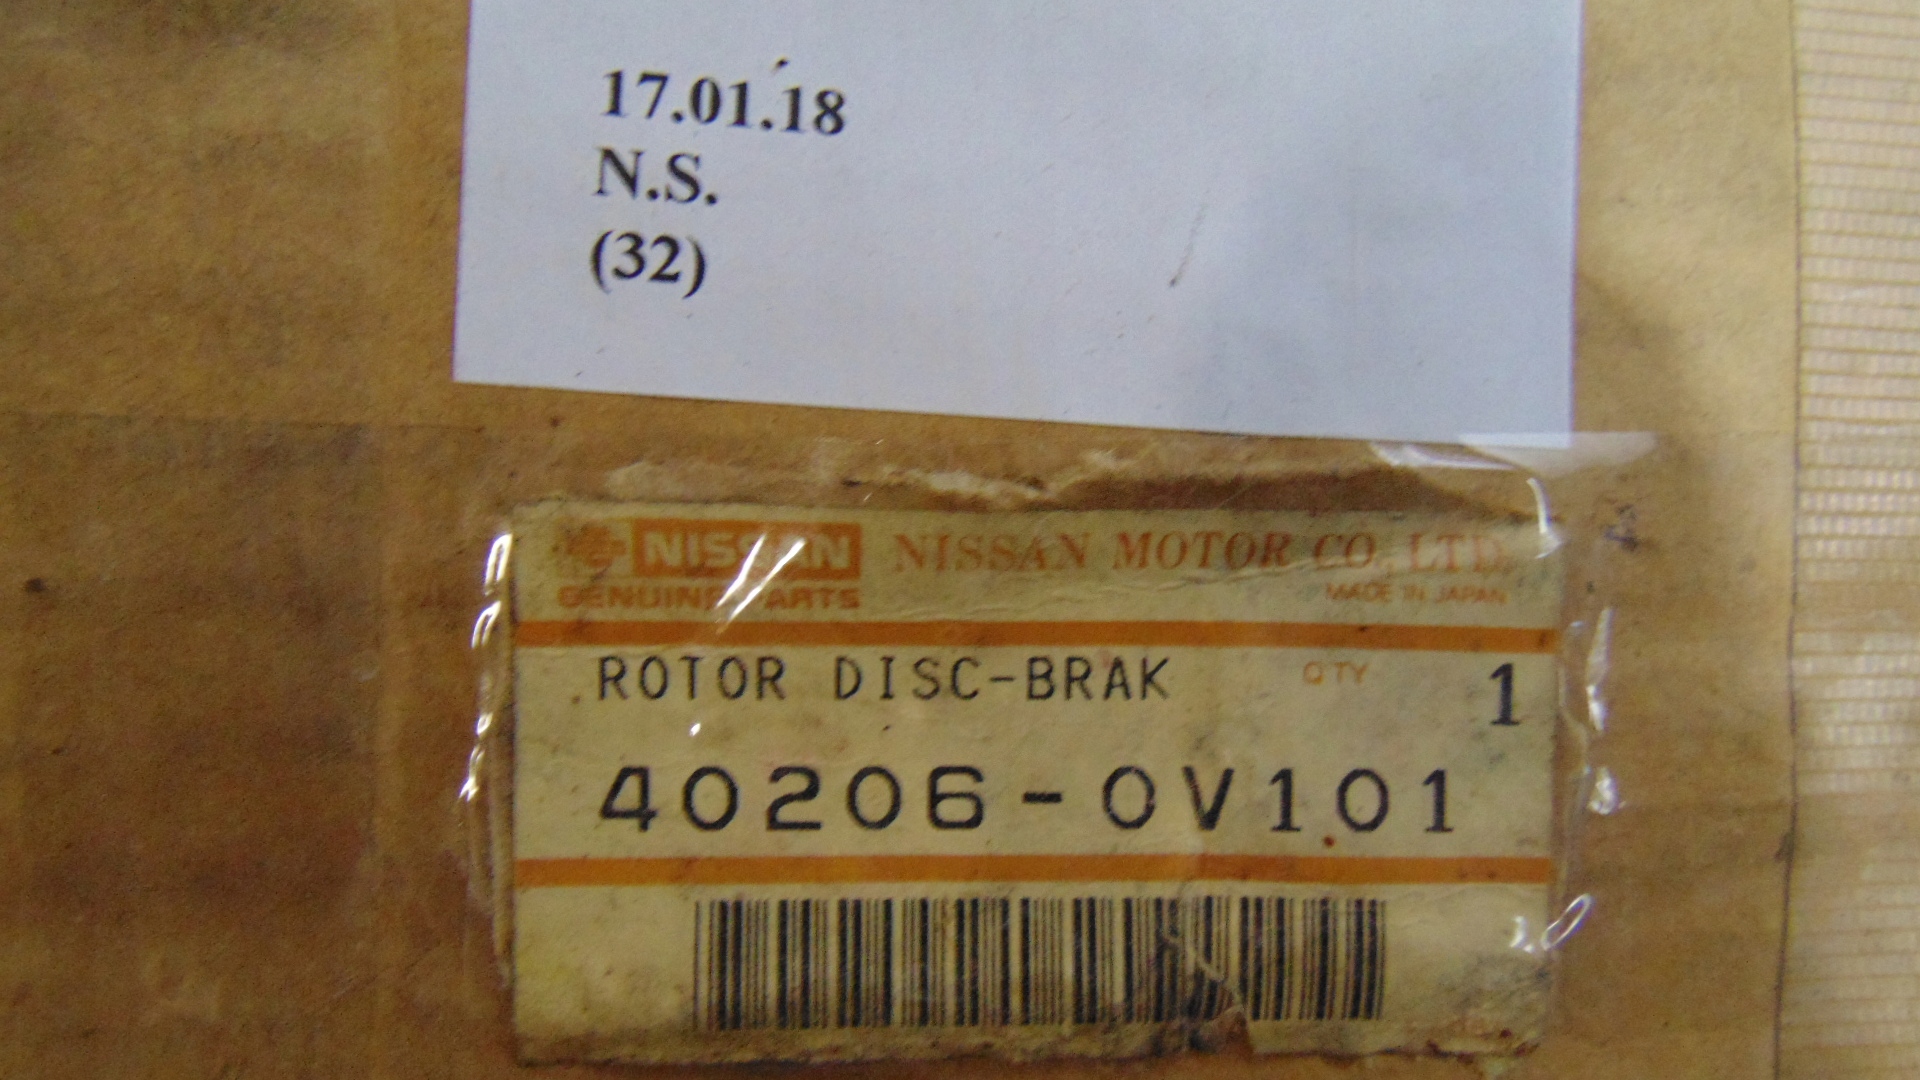 17.01.18
N.S.
(32)
NISSAN NISSAN MOTOR CO., LTD.
GENUINE PARTS MADE IN JAPAN
ROTOR DISC-BRAK QTY 1
40206-0V101